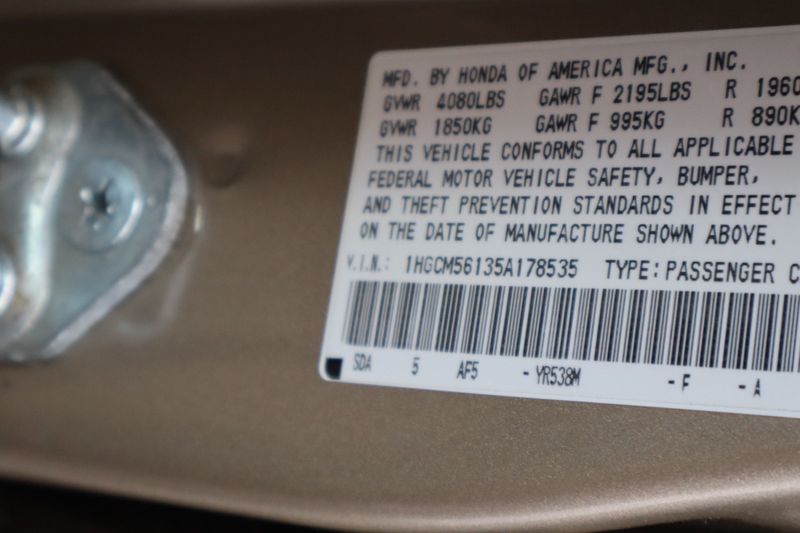 MFD. BY HONDA OF AMERICA MFG., INC.
GVWR 4080LBS GAWR F 2195LBS R 1960
GVWR 1850KG GAWR F 995KG R 890K
THIS VEHICLE CONFORMS TO ALL APPLICABLE
FEDERAL MOTOR VEHICLE SAFETY, BUMPER,
AND THEFT PREVENTION STANDARDS IN EFFECT
ON THE DATE OF MANUFACTURE SHOWN ABOVE.
V.I.N.: 1HGCM56135A178535 TYPE: PASSENGER C
SDA 5 AF5 - YR538M - F - A